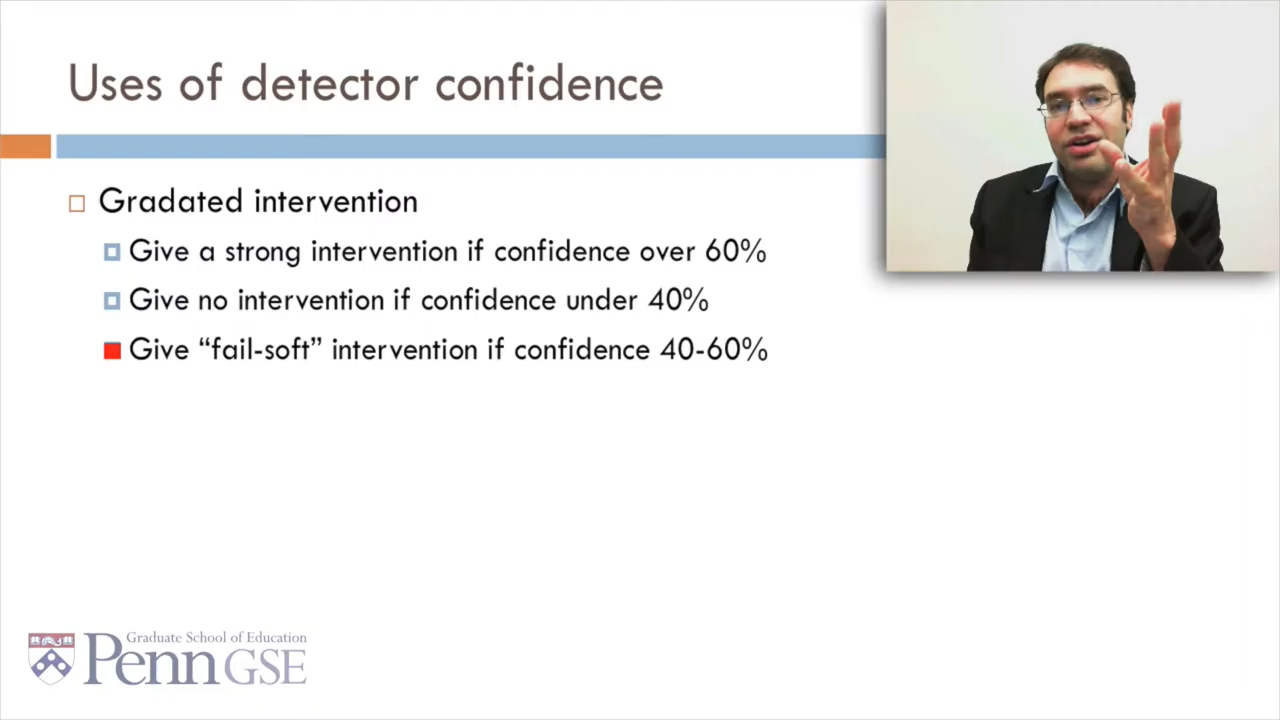 Uses of detector confidence
Gradated intervention
Give a strong intervention if confidence over 60%
Give no intervention if confidence under 40%
Give “fail-soft” intervention if confidence 40-60%
Graduate School of Education
Penn GSE